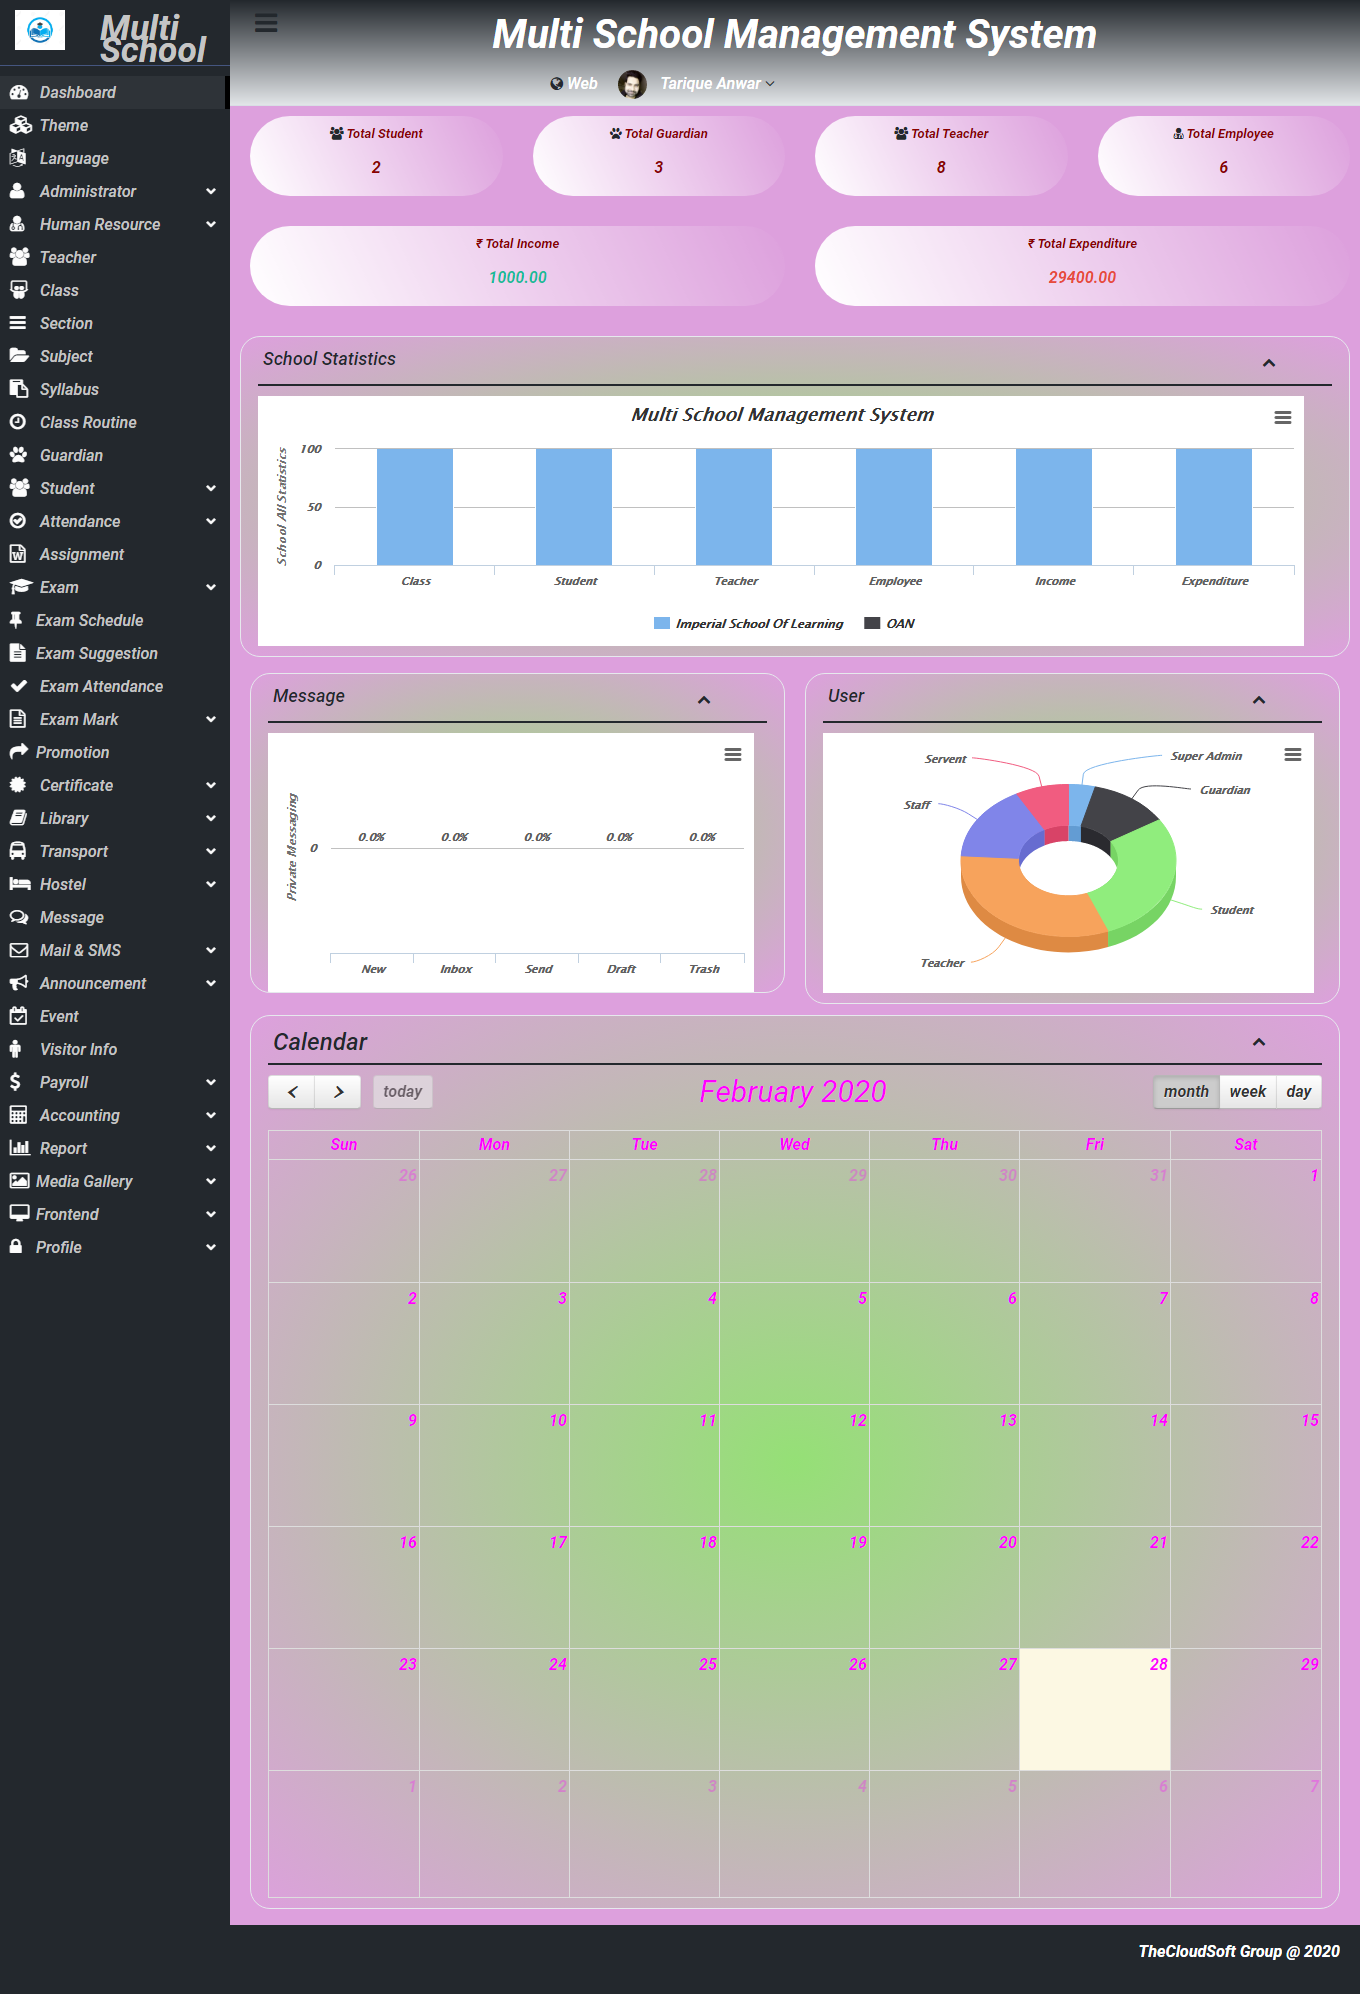 Multi
School
Dashboard
Theme
Language
Administrator
Human Resource
Teacher
Class
Section
Subject
Syllabus
Class Routine
Guardian
Student
Attendance
Assignment
Exam
Exam Schedule
Exam Suggestion
Exam Attendance
Exam Mark
Promotion
Certificate
Library
Transport
Hostel
Message
Mail & SMS
Announcement
Event
Visitor Info
Payroll
Accounting
Report
Media Gallery
Frontend
Profile
Multi School Management System
Web Tarique Anwar
Total Student Total Guardian Total Teacher Total Employee
2 3 8 6
₹ Total Income ₹ Total Expenditure
1000.00 29400.00
School Statistics
Multi School Management System
School All Statistics
100
50
0
Class Student Teacher Employee Income Expenditure
Imperial School Of Learning OAN
Message
Private Messaging
0
0.0% 0.0% 0.0% 0.0% 0.0%
New Inbox Send Draft Trash
User
Servent Super Admin
Guardian
Staff
Student
Teacher
Calendar
today February 2020 month week day
Sun Mon Tue Wed Thu Fri Sat
26 27 28 29 30 31 1
2 3 4 5 6 7 8
9 10 11 12 13 14 15
16 17 18 19 20 21 22
23 24 25 26 27 28 29
1 2 3 4 5 6 7
TheCloudSoft Group @ 2020